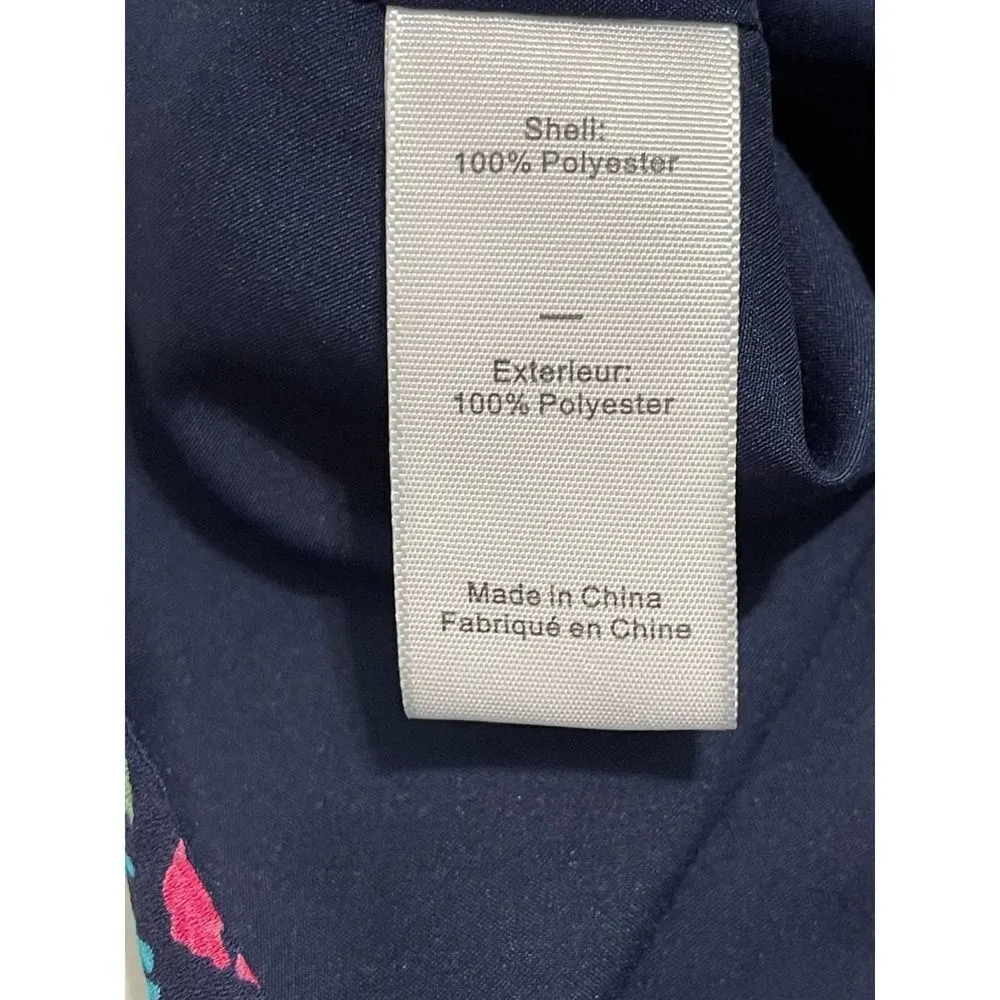 Shell:
100% Polyester
—
Exterieur:
100% Polyester
Made in China
Fabriqué en Chine